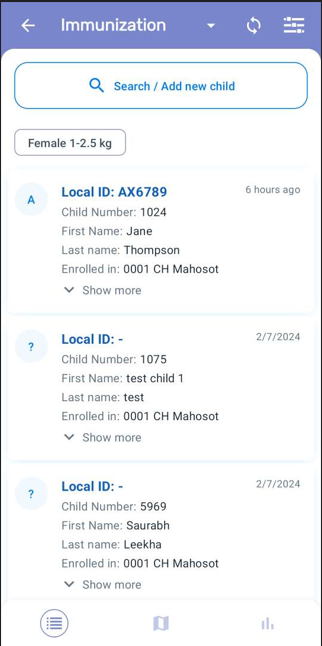 Immunization
Search / Add new child
Female 1-2.5 kg
A
Local ID: AX6789
6 hours ago
Child Number: 1024
First Name: Jane
Last name: Thompson
Enrolled in: 0001 CH Mahosot
Show more
?
Local ID: -
2/7/2024
Child Number: 1075
First Name: test child 1
Last name: test
Enrolled in: 0001 CH Mahosot
Show more
?
Local ID: -
2/7/2024
Child Number: 5969
First Name: Saurabh
Last name: Leekha
Enrolled in: 0001 CH Mahosot
Show more